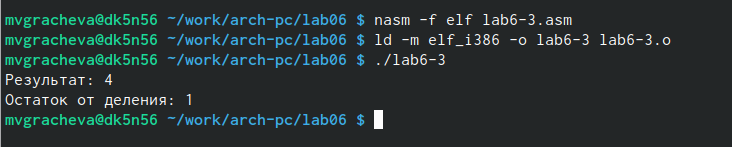 mvgracheva@dk5n56 ~/work/arch-pc/lab06 $ nasm -f elf lab6-3.asm
mvgracheva@dk5n56 ~/work/arch-pc/lab06 $ ld -m elf_i386 -o lab6-3 lab6-3.o
mvgracheva@dk5n56 ~/work/arch-pc/lab06 $ ./lab6-3
Результат: 4
Остаток от деления: 1
mvgracheva@dk5n56 ~/work/arch-pc/lab06 $